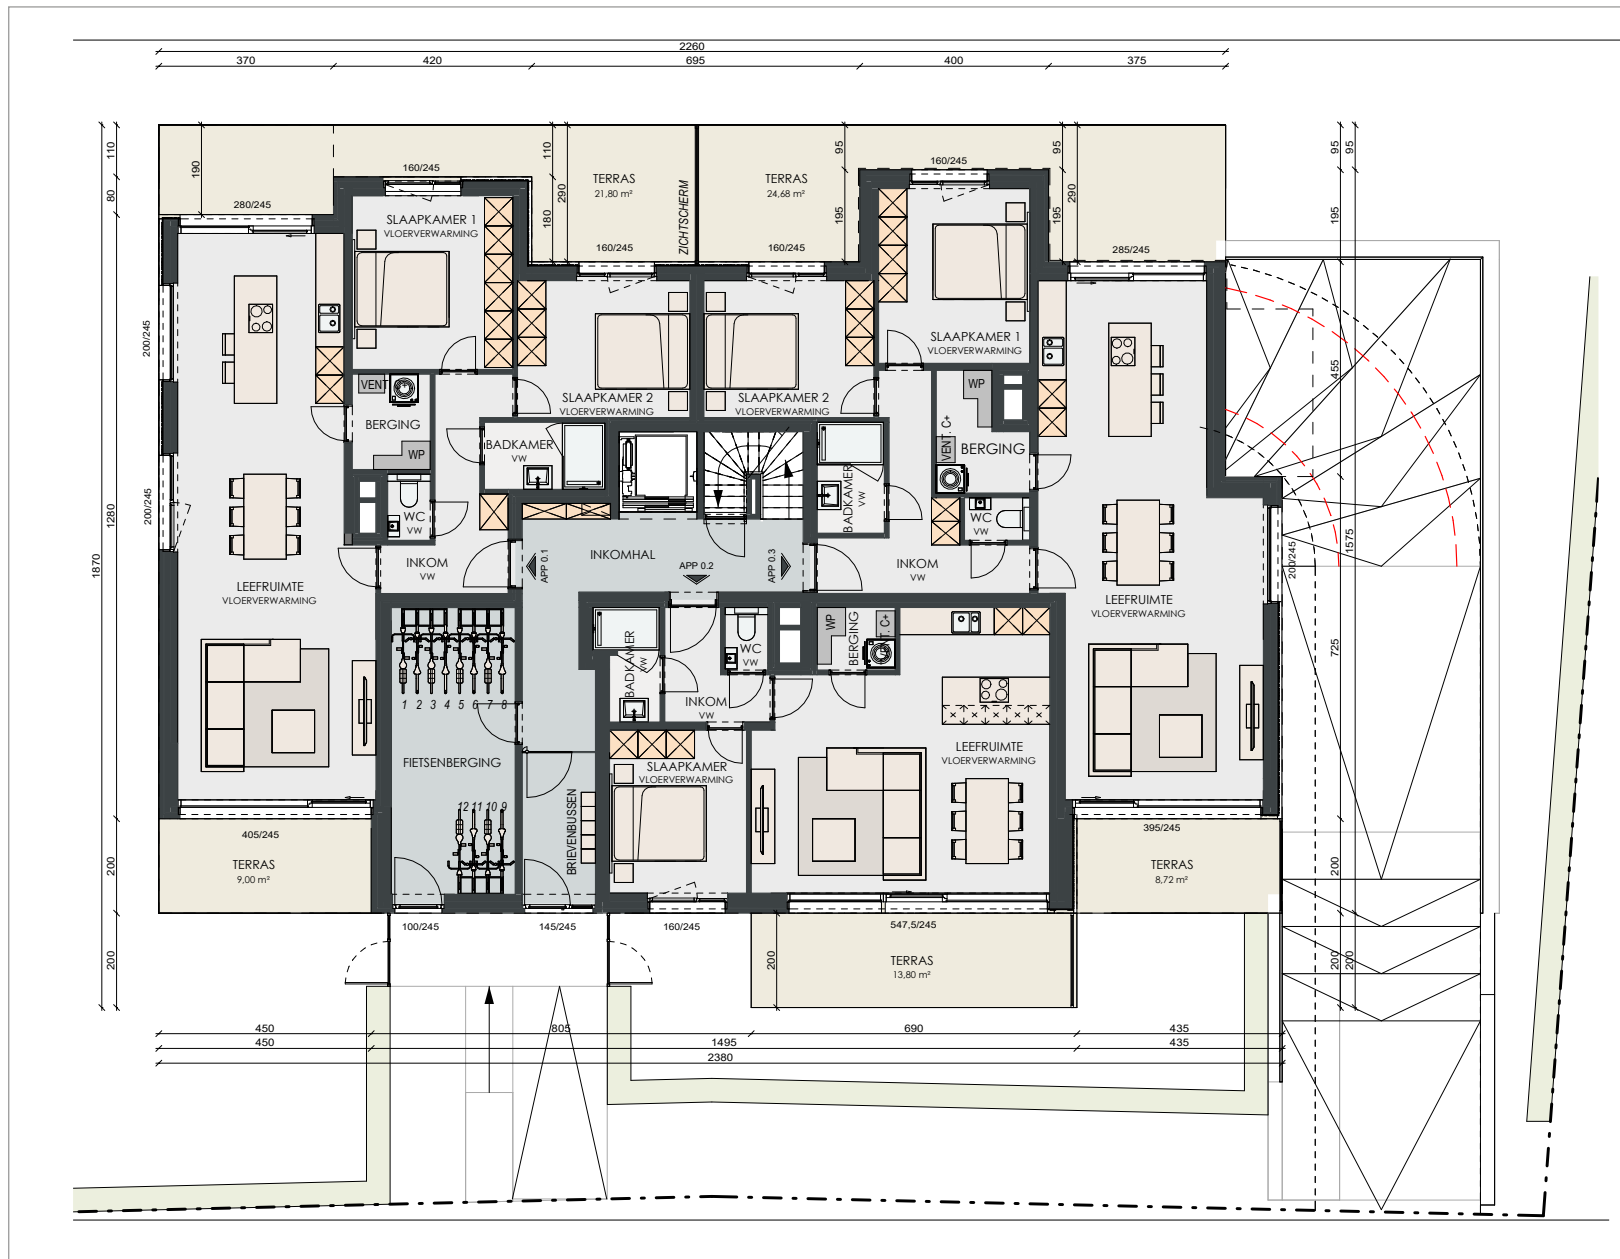 2260
370
420
695
400
375
110
80
1280
1870
200
200
190
110
290
180
95
195
95
290
195
95
95
195
455
1575
725
200
200
200
160/245
160/245
280/245
285/245
160/245
160/245
TERRAS
21,80 m²
TERRAS
24,68 m²
ZICHTSCHERM
SLAAPKAMER 1
VLOERVERWARMING
SLAAPKAMER 1
VLOERVERWARMING
SLAAPKAMER 2
VLOERVERWARMING
SLAAPKAMER 2
VLOERVERWARMING
200/245
200/245
200/245
VENT
BERGING
WP
WP
VENT. C+
BERGING
BADKAMER
VW
BADKAMER
VW
WC
VW
WC
VW
INKOM
VW
INKOMHAL
APP 0.1
APP 0.2
APP 0.3
INKOM
VW
LEEFRUIMTE
VLOERVERWARMING
LEEFRUIMTE
VLOERVERWARMING
BADKAMER
VW
WC
VW
WP
BERGING
INKOM
VW
1 2 3 4 5 6 7 8
FIETSENBERGING
12 11 10 9
BRIEVENBUSSEN
SLAAPKAMER
VLOERVERWARMING
LEEFRUIMTE
VLOERVERWARMING
405/245
395/245
TERRAS
9,00 m²
TERRAS
8,72 m²
100/245
145/245
160/245
547,5/245
200
TERRAS
13,80 m²
450
805
690
435
450
1495
435
2380